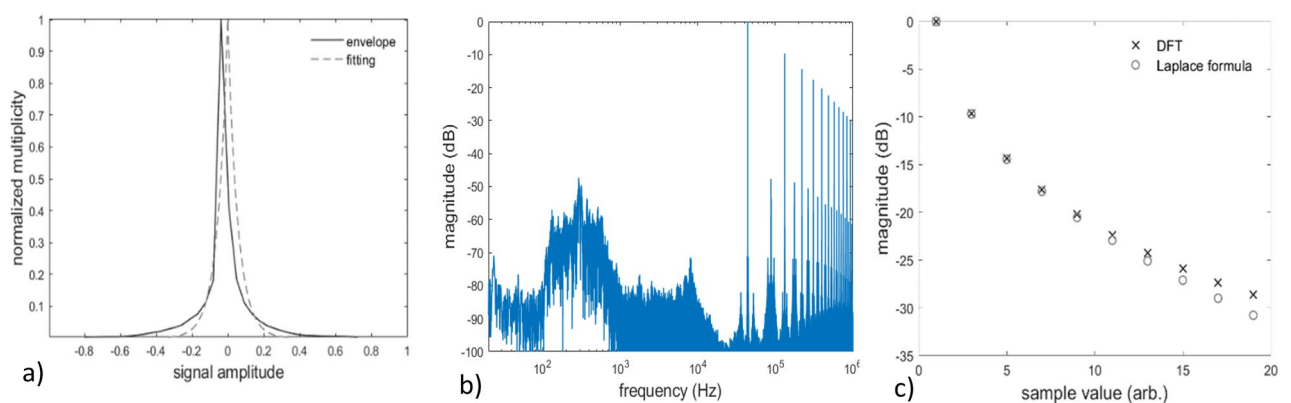 1
0.9
0.8
0.7
0.6
0.5
0.4
0.3
0.2
0.1
-0.8 -0.6 -0.4 -0.2 0 0.2 0.4 0.6 0.8 1
normalized multiplicity
signal amplitude
envelope
fitting
a)
0
-10
-20
-30
-40
-50
-60
-70
-80
-90
-100
10² 10³ 10⁴ 10⁵ 10⁶
magnitude (dB)
frequency (Hz)
b)
0
-5
-10
-15
-20
-25
-30
-35
0 5 10 15 20
magnitude (dB)
sample value (arb.)
DFT
Laplace formula
c)